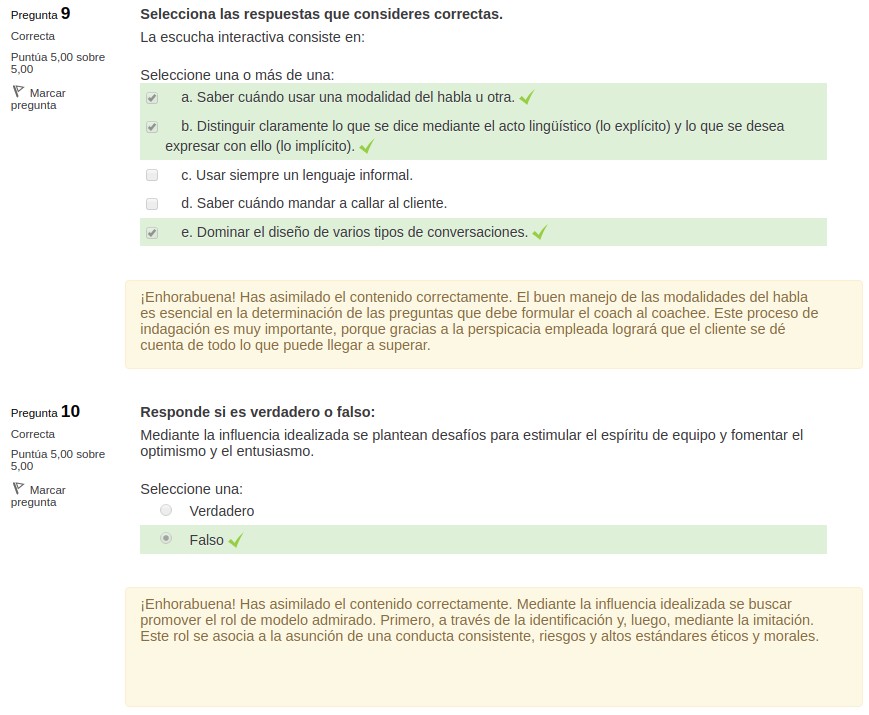 Pregunta 9
Correcta
Puntúa 5,00 sobre
5,00
Marcar
pregunta
Selecciona las respuestas que consideres correctas.
La escucha interactiva consiste en:
Seleccione una o más de una:
a. Saber cuándo usar una modalidad del habla u otra.
b. Distinguir claramente lo que se dice mediante el acto lingüístico (lo explícito) y lo que se desea
expresar con ello (lo implícito).
c. Usar siempre un lenguaje informal.
d. Saber cuándo mandar a callar al cliente.
e. Dominar el diseño de varios tipos de conversaciones.
¡Enhorabuena! Has asimilado el contenido correctamente. El buen manejo de las modalidades del habla
es esencial en la determinación de las preguntas que debe formular el coach al coachee. Este proceso de
indagación es muy importante, porque gracias a la perspicacia empleada logrará que el cliente se dé
cuenta de todo lo que puede llegar a superar.
Pregunta 10
Correcta
Puntúa 5,00 sobre
5,00
Marcar
pregunta
Responde si es verdadero o falso:
Mediante la influencia idealizada se plantean desafíos para estimular el espíritu de equipo y fomentar el
optimismo y el entusiasmo.
Seleccione una:
Verdadero
Falso
¡Enhorabuena! Has asimilado el contenido correctamente. Mediante la influencia idealizada se buscar
promover el rol de modelo admirado. Primero, a través de la identificación y, luego, mediante la imitación.
Este rol se asocia a la asunción de una conducta consistente, riesgos y altos estándares éticos y morales.